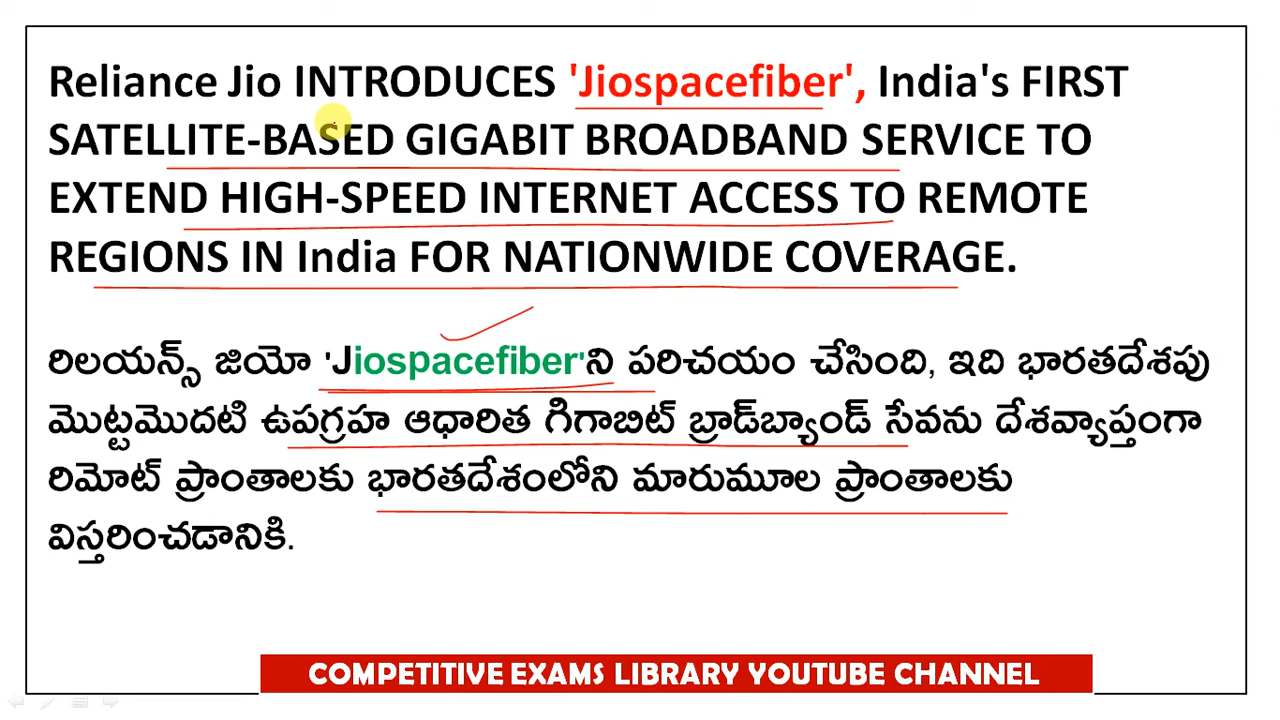 Reliance Jio INTRODUCES 'Jiospacefiber', India's FIRST
SATELLITE-BASED GIGABIT BROADBAND SERVICE TO
EXTEND HIGH-SPEED INTERNET ACCESS TO REMOTE
REGIONS IN India FOR NATIONWIDE COVERAGE.
రిలయన్స్ జియో 'Jiospacefiber'ని పరిచయం చేసింది, ఇది భారతదేశపు
మొట్టమొదటి ఉపగ్రహ ఆధారిత గిగాబిట్ బ్రాడ్‌బ్యాండ్ సేవను దేశవ్యాప్తంగా
రిమోట్ ప్రాంతాలకు భారతదేశంలోని మారుమూల ప్రాంతాలకు
విస్తరించడానికి.
COMPETITIVE EXAMS LIBRARY YOUTUBE CHANNEL